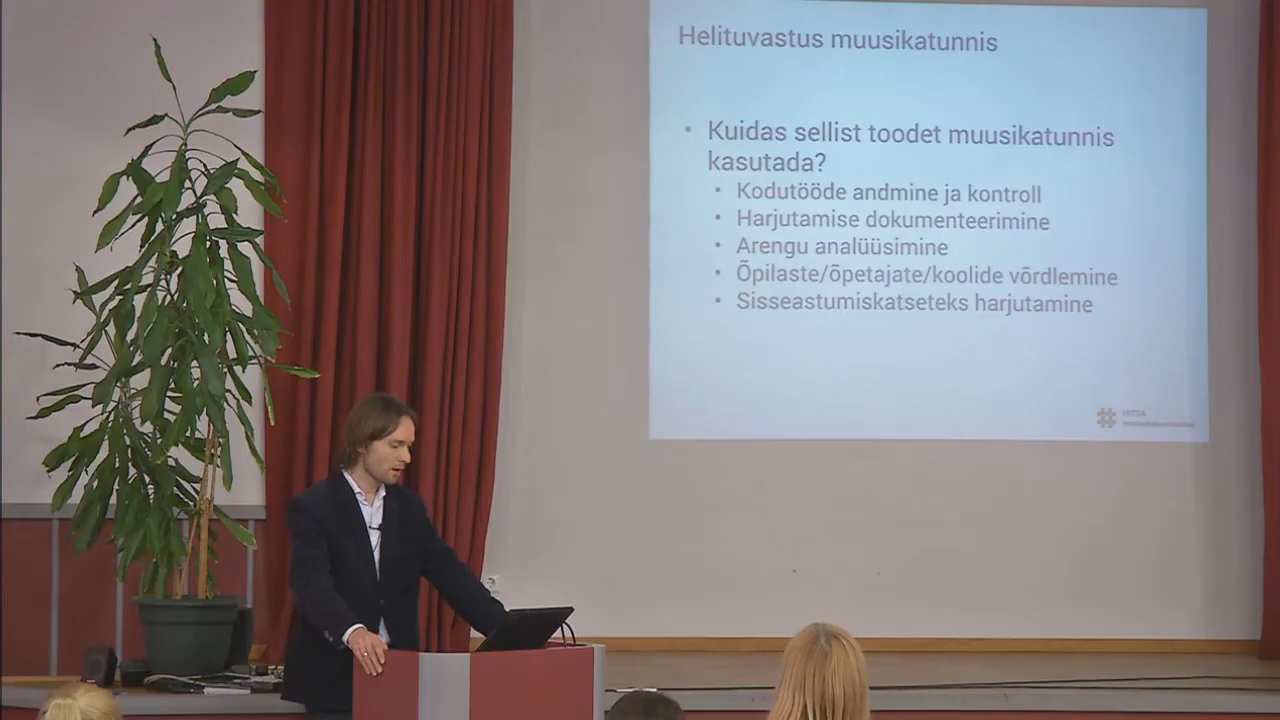 Helituvastus muusikatunnis
• Kuidas sellist toodet muusikatunnis
kasutada?
• Kodutööde andmine ja kontroll
• Harjutamise dokumenteerimine
• Arengu analüüsimine
• Õpilaste/õpetajate/koolide võrdlemine
• Sisseastumiskatseteks harjutamine
HITSA